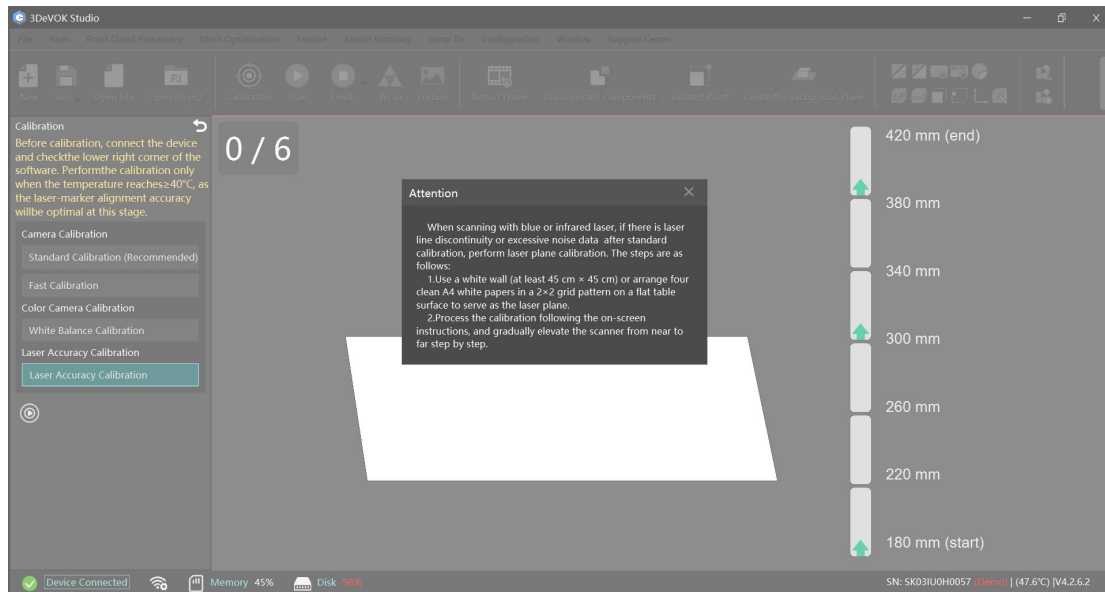 3DeVOK Studio
File Scan Point Cloud Processing Mesh Optimization Texture Model Stitching Jump To Configuration Window Support Center
New Save Open File Open Project Calibration Scan Finish Wrap Texture Retract Frame Disconnected Components Isolated Point Create the Background Plane
Calibration
Before calibration, connect the device
and checkthe lower right corner of the
software. Performthe calibration only
when the temperature reaches≥40°C, as
the laser-marker alignment accuracy
willbe optimal at this stage.
Camera Calibration
Standard Calibration (Recommended)
Fast Calibration
Color Camera Calibration
White Balance Calibration
Laser Accuracy Calibration
Laser Accuracy Calibration
0 / 6
Attention
When scanning with blue or infrared laser, if there is laser
line discontinuity or excessive noise data after standard
calibration, perform laser plane calibration. The steps are as
follows:
1.Use a white wall (at least 45 cm × 45 cm) or arrange four
clean A4 white papers in a 2×2 grid pattern on a flat table
surface to serve as the laser plane.
2.Process the calibration following the on-screen
instructions, and gradually elevate the scanner from near to
far step by step.
420 mm (end)
380 mm
340 mm
300 mm
260 mm
220 mm
180 mm (start)
Device Connected Memory 45% Disk 98% SN: SK03IU0H0057 (Demo) | (47.6°C) |V4.2.6.2